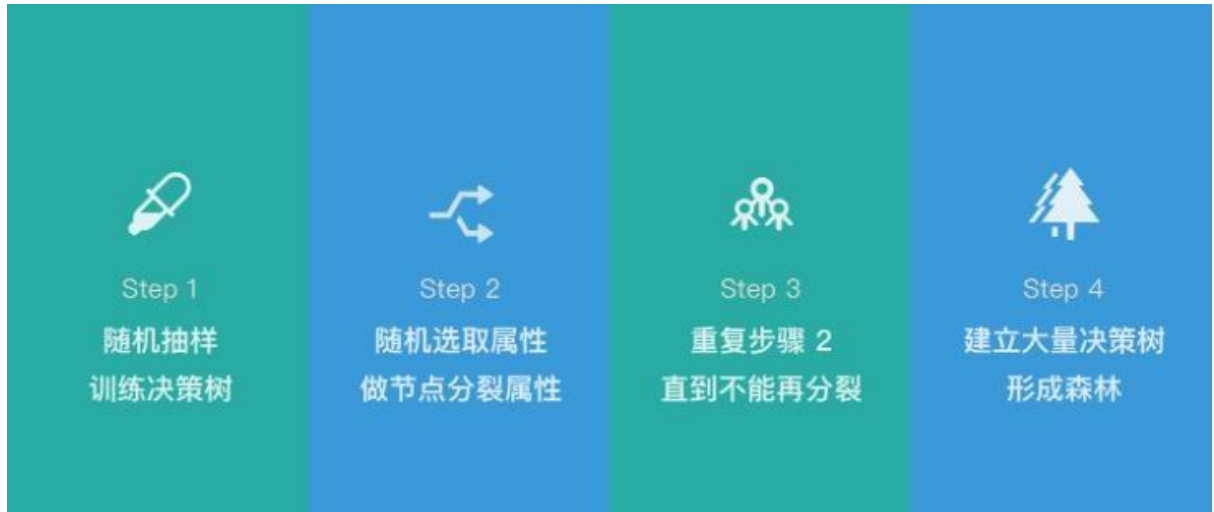 Step 1
随机抽样
训练决策树
Step 2
随机选取属性
做节点分裂属性
Step 3
重复步骤 2
直到不能再分裂
Step 4
建立大量决策树
形成森林